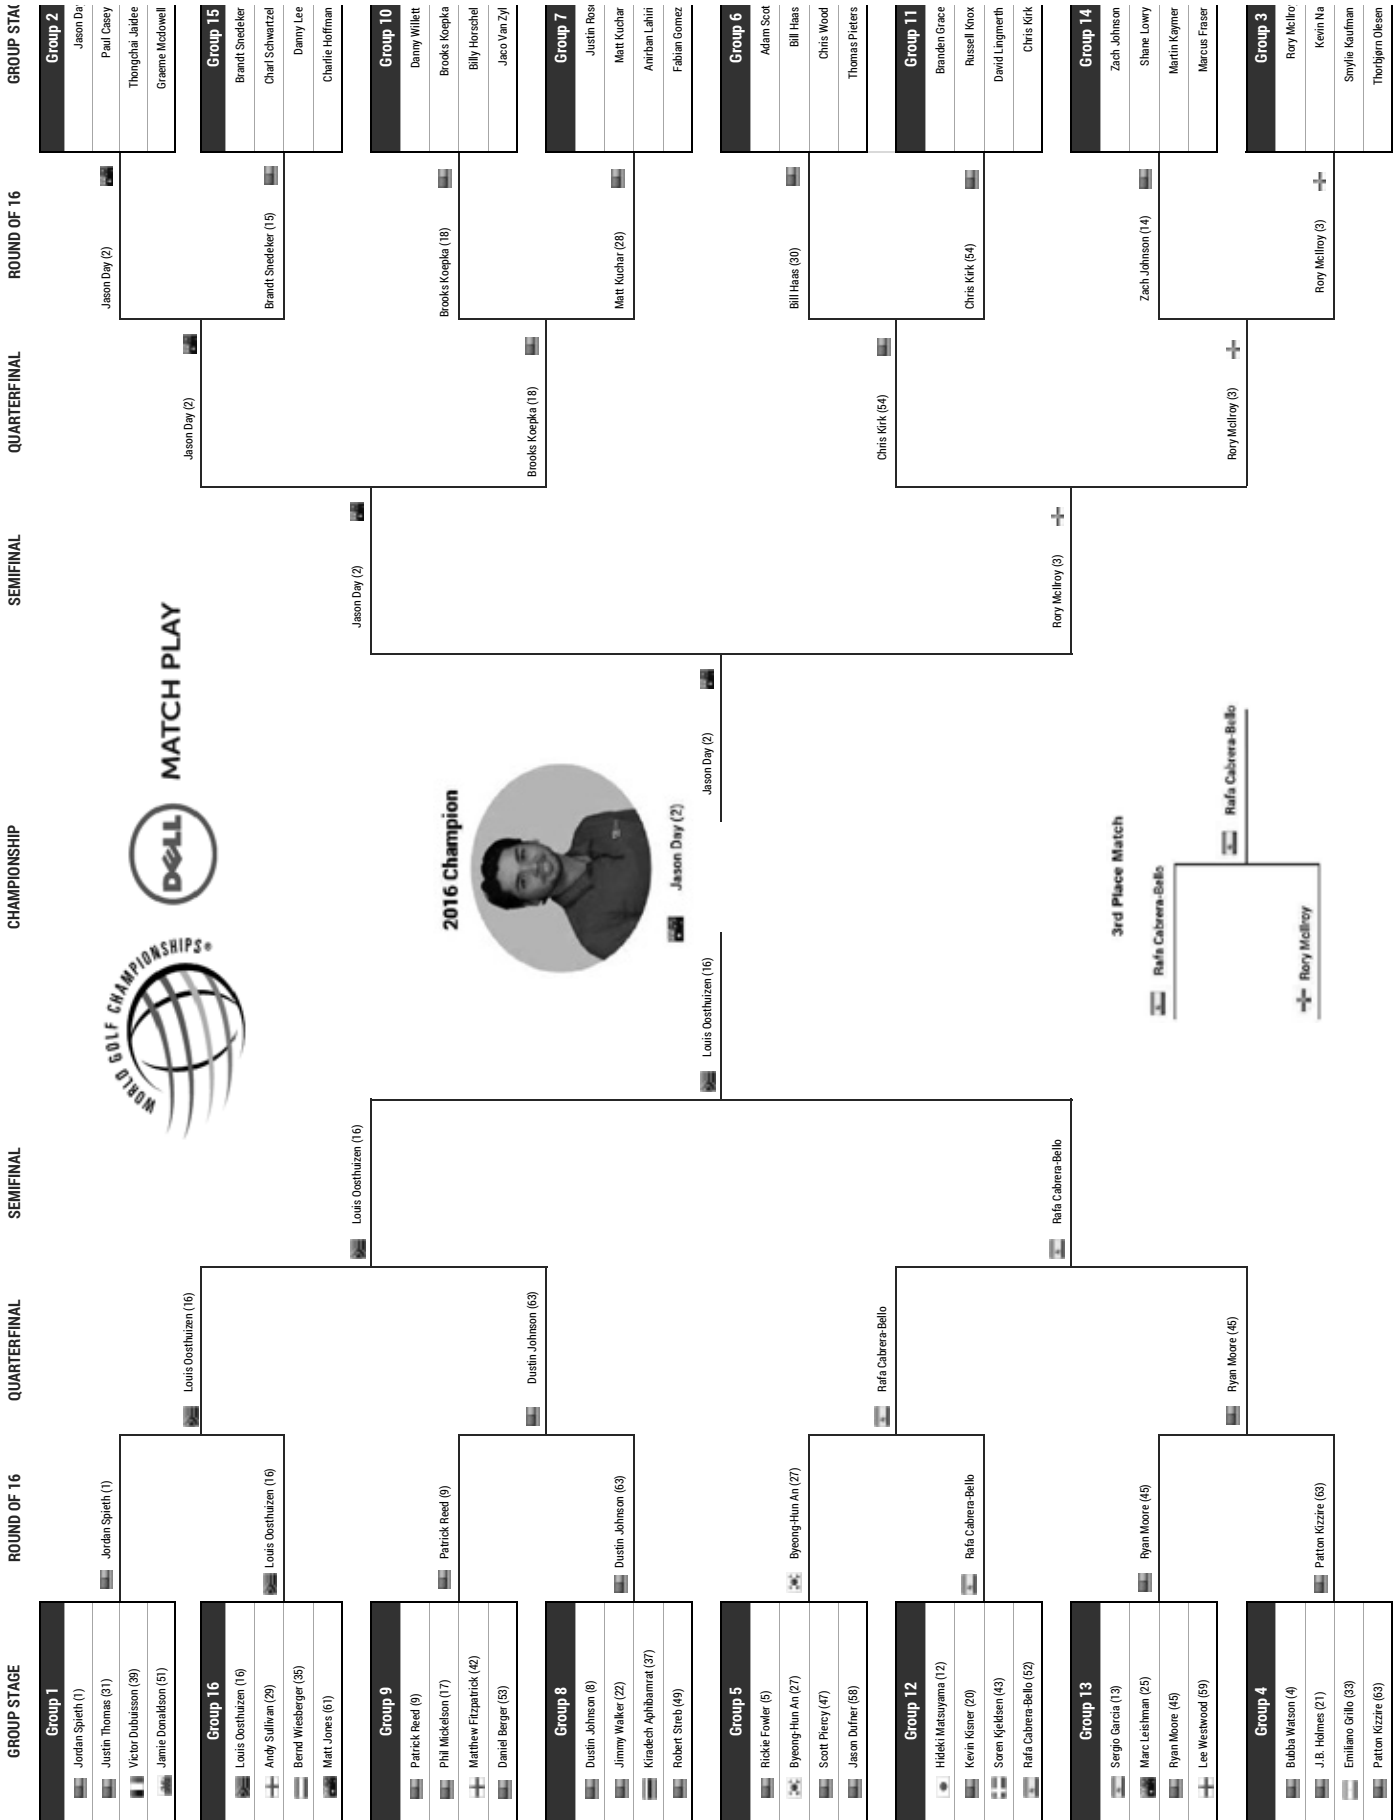 GROUP STAGE
ROUND OF 16
QUARTERFINAL
SEMIFINAL
CHAMPIONSHIP
SEMIFINAL
QUARTERFINAL
ROUND OF 16
GROUP STAG
Group 1
Jordan Spieth (1)
Justin Thomas (31)
Victor Dubuisson (39)
Jamie Donaldson (51)
Group 16
Louis Oosthuizen (16)
Andy Sullivan (29)
Bernd Wiesberger (35)
Matt Jones (61)
Group 9
Patrick Reed (9)
Phil Mickelson (17)
Matthew Fitzpatrick (42)
Daniel Berger (53)
Group 8
Dustin Johnson (8)
Jimmy Walker (22)
Kiradech Aphibarnrat (37)
Robert Streb (49)
Group 5
Rickie Fowler (5)
Byeong-Hun An (27)
Scott Piercy (47)
Jason Dufner (58)
Group 12
Hideki Matsuyama (12)
Kevin Kisner (20)
Soren Kjeldsen (43)
Rafa Cabrera-Bello (52)
Group 13
Sergio Garcia (13)
Marc Leishman (25)
Ryan Moore (45)
Lee Westwood (59)
Group 4
Bubba Watson (4)
J.B. Holmes (21)
Emiliano Grillo (33)
Patton Kizzire (63)
Jordan Spieth (1)
Louis Oosthuizen (16)
Patrick Reed (9)
Dustin Johnson (63)
Byeong-Hun An (27)
Rafa Cabrera-Bello
Ryan Moore (45)
Patton Kizzire (63)
Louis Oosthuizen (16)
Dustin Johnson (63)
Rafa Cabrera-Bello
Ryan Moore (45)
Louis Oosthuizen (16)
Rafa Cabrera-Bello
WORLD GOLF CHAMPIONSHIPS®
DELL
MATCH PLAY
2016 Champion
Jason Day (2)
Louis Oosthuizen (16)
Jason Day (2)
3rd Place Match
Rafa Cabrera-Bello
Rafa Cabrera-Bello
Rory McIlroy
Jason Day (2)
Rory McIlroy (3)
Jason Day (2)
Brooks Koepka (18)
Chris Kirk (54)
Rory McIlroy (3)
Jason Day (2)
Brandt Snedeker (15)
Brooks Koepka (18)
Matt Kuchar (28)
Bill Haas (30)
Chris Kirk (54)
Zach Johnson (14)
Rory McIlroy (3)
Group 2
Jason Da
Paul Casey
Thongchai Jaidee
Graeme Mcdowell
Group 15
Brandt Snedeker
Charl Schwartzel
Danny Lee
Charlie Hoffman
Group 10
Danny Willett
Brooks Koepka
Billy Horschel
Jaco Van Zyl
Group 7
Justin Ros
Matt Kuchar
Anirban Lahiri
Fabian Gomez
Group 6
Adam Scot
Bill Haas
Chris Wood
Thomas Pieters
Group 11
Branden Grace
Russell Knox
David Lingmerth
Chris Kirk
Group 14
Zach Johnson
Shane Lowry
Martin Kaymer
Marcus Fraser
Group 3
Rory McIlro
Kevin Na
Smylie Kaufman
Thorbjørn Olesen